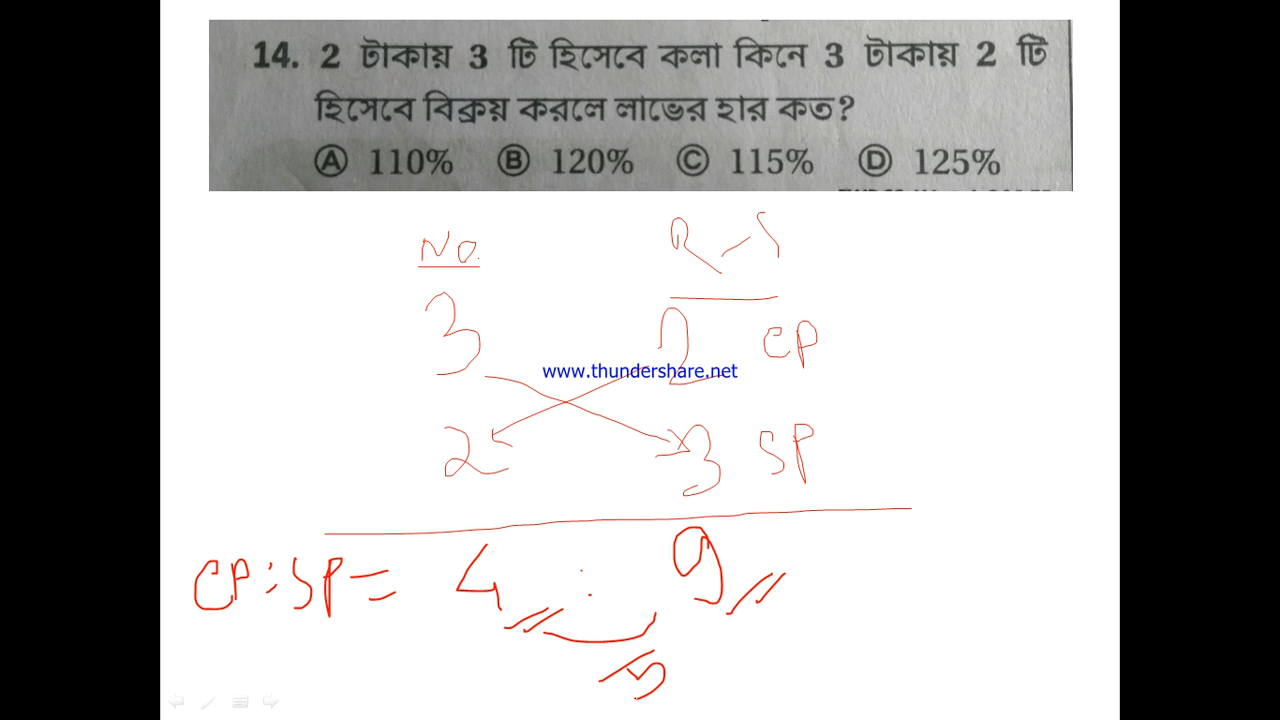 14. 2 টাকায় 3 টি হিসেবে কলা কিনে 3 টাকায় 2 টি
হিসেবে বিক্রয় করলে লাভের হার কত?
Ⓐ 110% Ⓑ 120% Ⓒ 115% Ⓓ 125%
No.
3 2 CP
www.thundershare.net
2 3 SP
CP : SP = 4 : 9
5